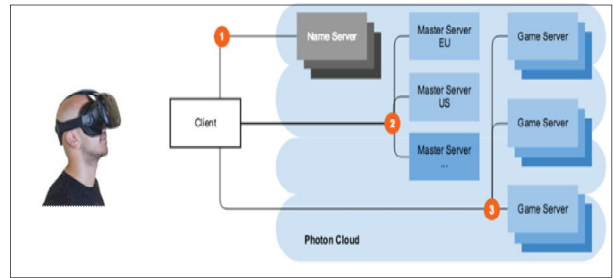 1
Name Server
Master Server
EU
Game Server
Master Server
US
Client
2
Game Server
Master Server
...
3
Game Server
Photon Cloud